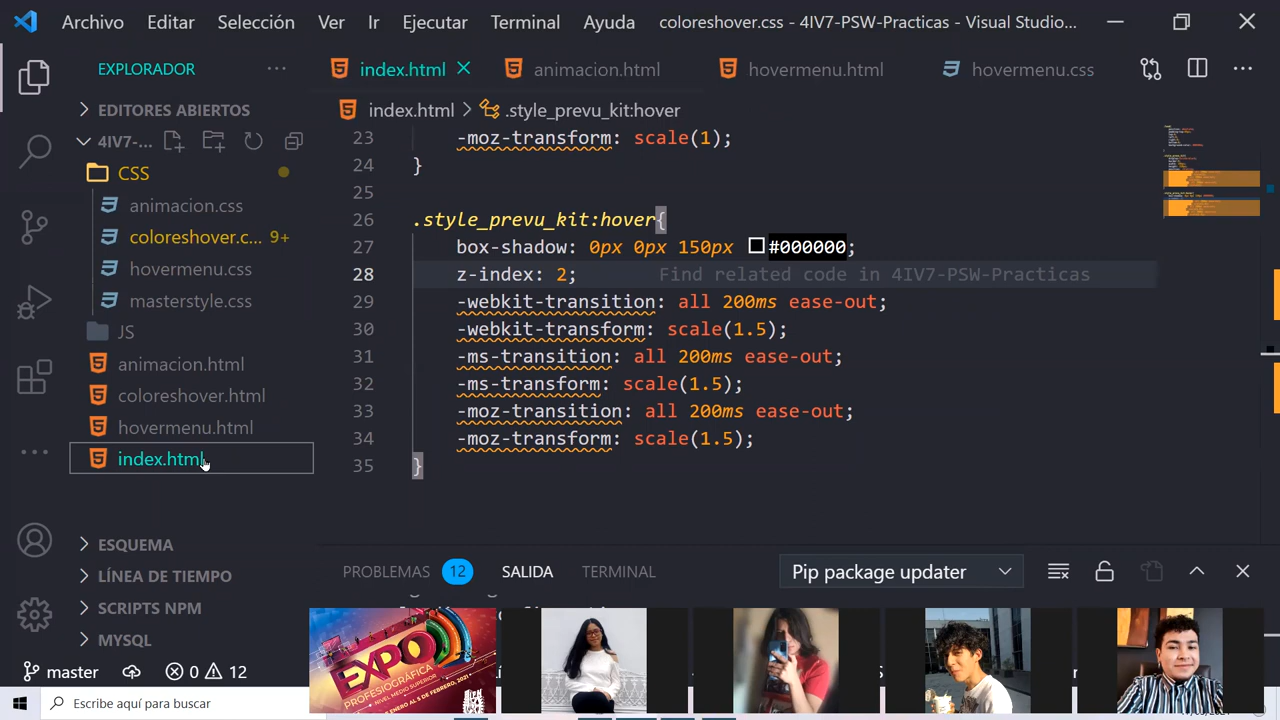 Archivo Editar Selección Ver Ir Ejecutar Terminal Ayuda coloreshover.css - 4IV7-PSW-Practicas - Visual Studio...
EXPLORADOR ...
index.html animacion.html hovermenu.html hovermenu.css ...
EDITORES ABIERTOS
4IV7-...
CSS
animacion.css
coloreshover.c... 9+
hovermenu.css
masterstyle.css
JS
animacion.html
coloreshover.html
hovermenu.html
index.html
ESQUEMA
LÍNEA DE TIEMPO
SCRIPTS NPM
MYSQL
index.html > .style_prevu_kit:hover
23 -moz-transform: scale(1);
24 }
25
26 .style_prevu_kit:hover{
27 box-shadow: 0px 0px 150px #000000;
28 z-index: 2; Find related code in 4IV7-PSW-Practicas
29 -webkit-transition: all 200ms ease-out;
30 -webkit-transform: scale(1.5);
31 -ms-transition: all 200ms ease-out;
32 -ms-transform: scale(1.5);
33 -moz-transition: all 200ms ease-out;
34 -moz-transform: scale(1.5);
35 }
PROBLEMAS 12 SALIDA TERMINAL Pip package updater
EXPO
PROFESIOGRÁFICA
NIVEL MEDIO SUPERIOR
master 0 12
Escribe aquí para buscar